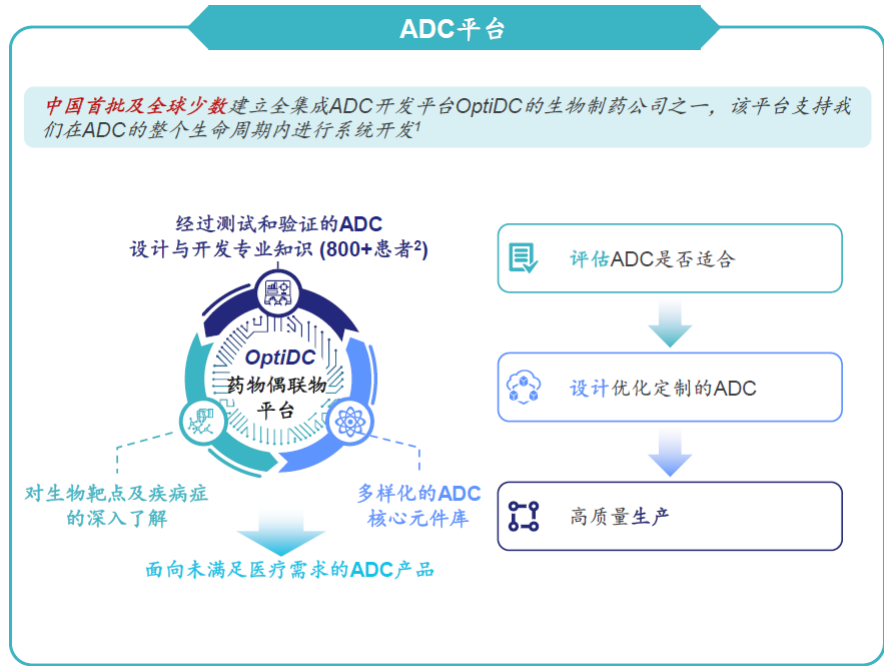 ADC平台
中国首批及全球少数建立全集成ADC开发平台OptiDC的生物制药公司之一，该平台支持我
们在ADC的整个生命周期内进行系统开发¹
经过测试和验证的ADC
设计与开发专业知识 (800+患者²)
OptiDC
药物偶联物
平台
对生物靶点及疾病症
的深入了解
多样化的ADC
核心元件库
面向未满足医疗需求的ADC产品
评估ADC是否适合
设计优化定制的ADC
高质量生产